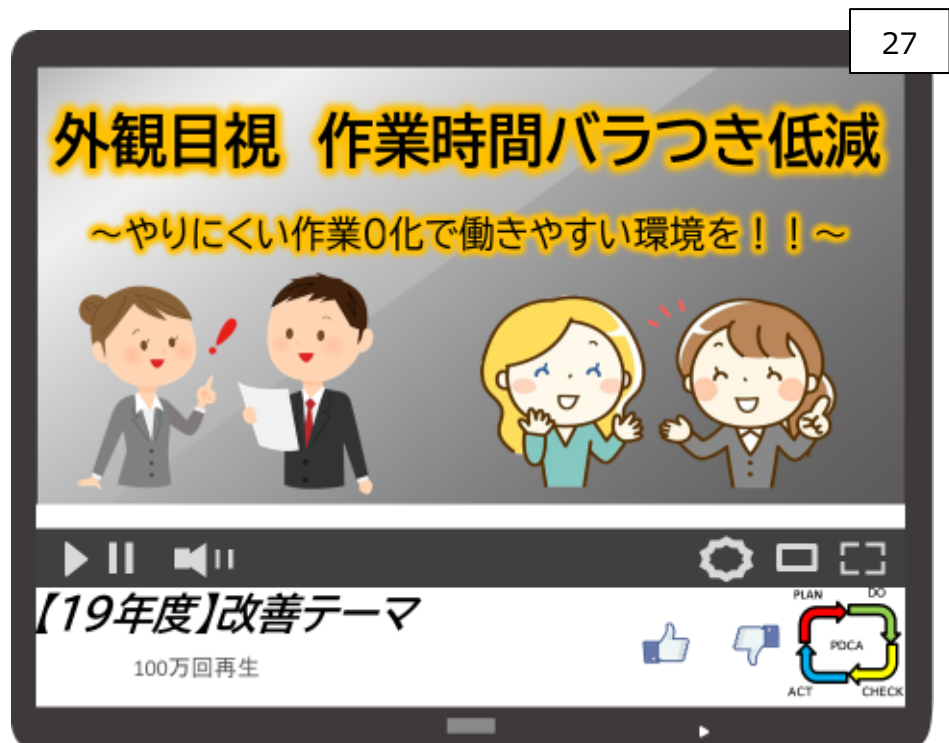 27
外観目視 作業時間バラつき低減
～やりにくい作業0化で働きやすい環境を！！～
【19年度】改善テーマ
100万回再生
PLAN
DO
PDCA
ACT
CHECK